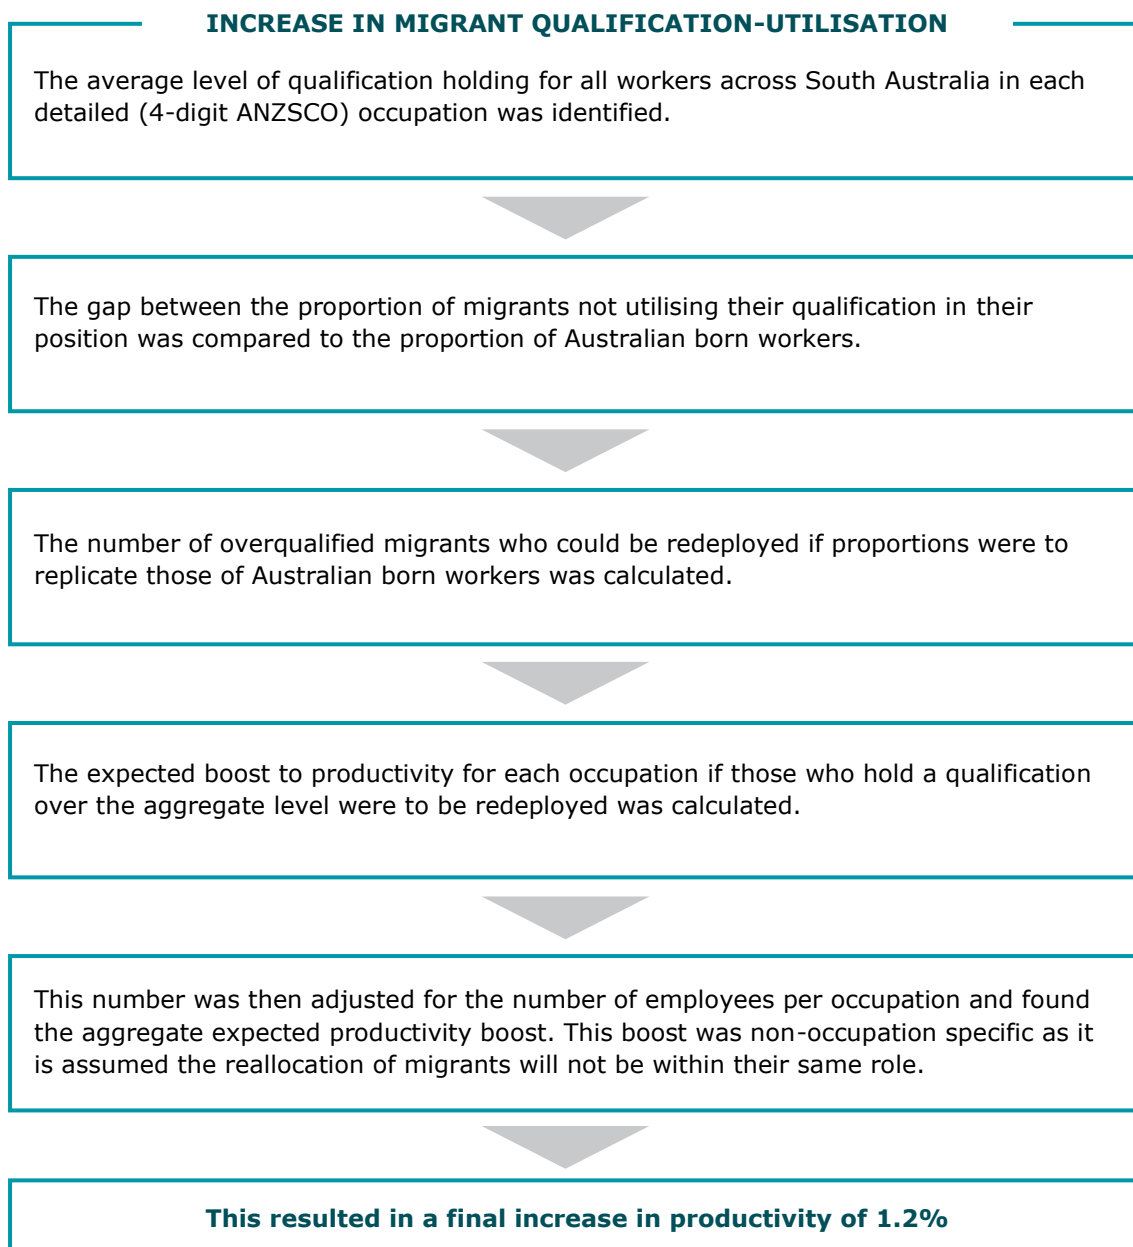 INCREASE IN MIGRANT QUALIFICATION-UTILISATION
The average level of qualification holding for all workers across South Australia in each
detailed (4-digit ANZSCO) occupation was identified.
The gap between the proportion of migrants not utilising their qualification in their
position was compared to the proportion of Australian born workers.
The number of overqualified migrants who could be redeployed if proportions were to
replicate those of Australian born workers was calculated.
The expected boost to productivity for each occupation if those who hold a qualification
over the aggregate level were to be redeployed was calculated.
This number was then adjusted for the number of employees per occupation and found
the aggregate expected productivity boost. This boost was non-occupation specific as it
is assumed the reallocation of migrants will not be within their same role.
This resulted in a final increase in productivity of 1.2%